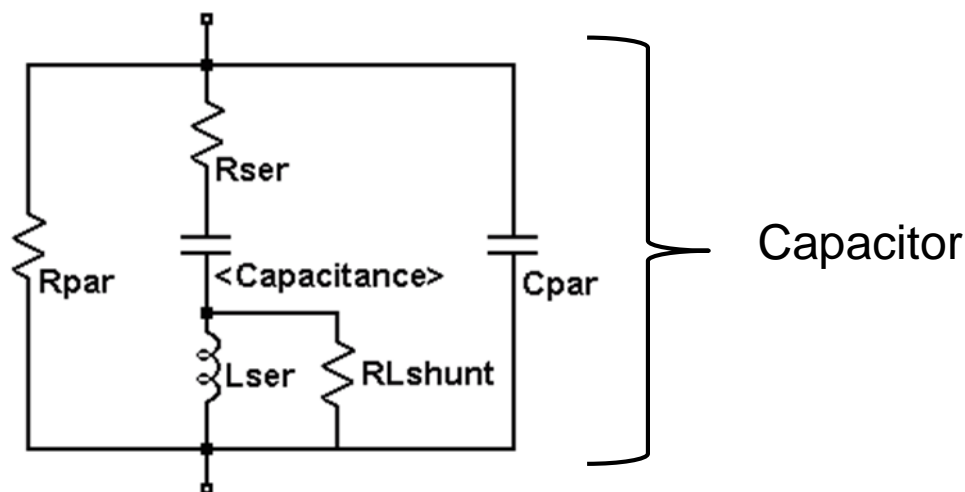 Rser
Capacitor
Rpar
<Capacitance>
Cpar
Lser
RLshunt